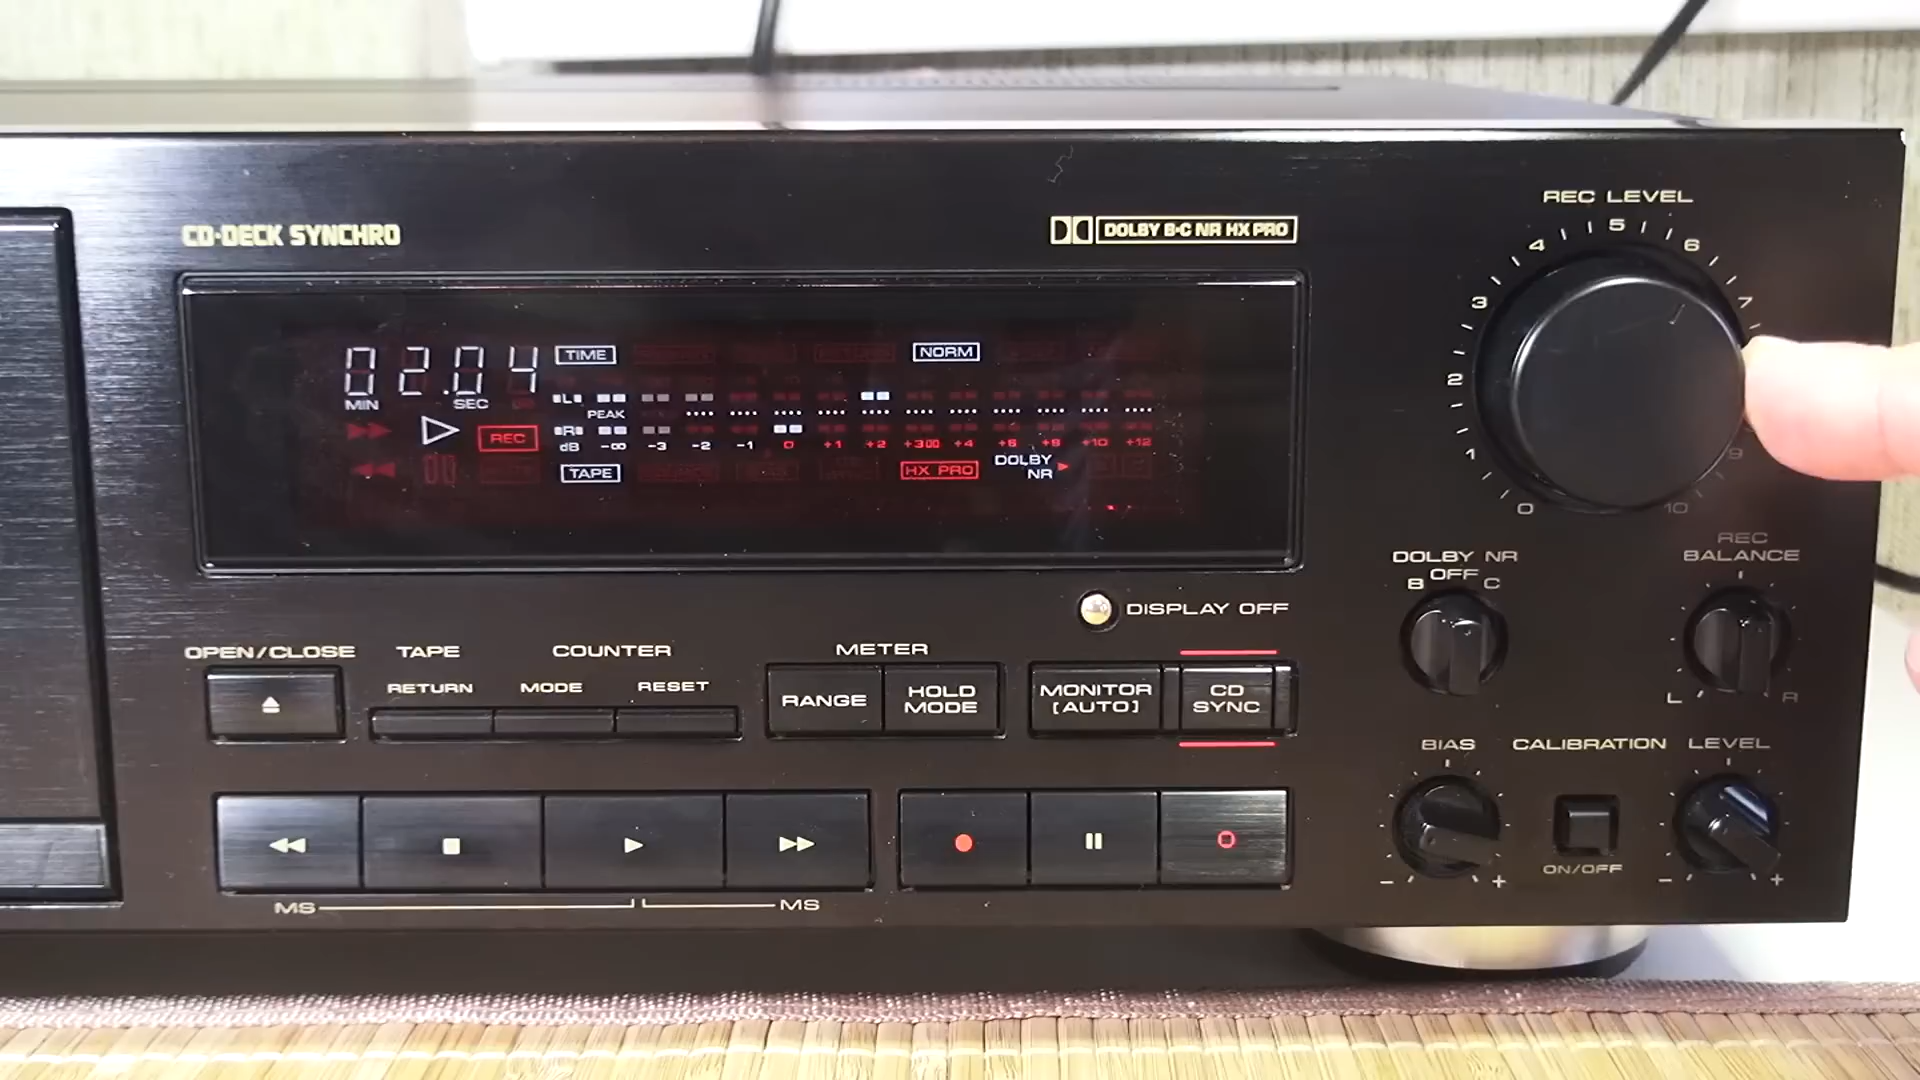 REC LEVEL
CD·DECK SYNCHRO
DOLBY B·C NR HX PRO
0 1 2 3 4 5 6 7 9 10
02.04 TIME NORM
MIN SEC
L
PEAK
REC R
dB -∞ -3 -2 -1 0 +1 +2 +3 +4 +6 +8 +10 +12
TAPE HX PRO DOLBY
NR
DISPLAY OFF
DOLBY NR
B OFF C
REC
BALANCE
L R
OPEN/CLOSE TAPE COUNTER METER
RETURN MODE RESET
RANGE HOLD
MODE
MONITOR
[AUTO]
CD
SYNC
BIAS CALIBRATION LEVEL
- + ON/OFF - +
MS MS